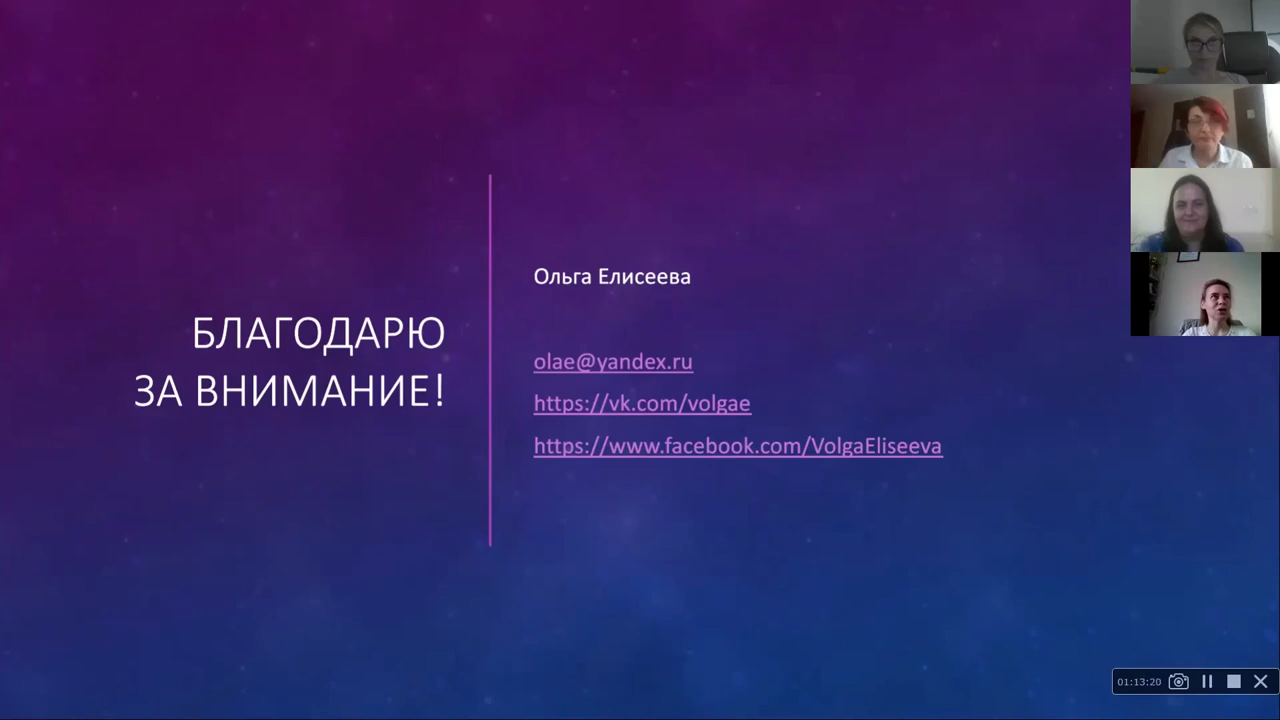 БЛАГОДАРЮ
ЗА ВНИМАНИЕ!
Ольга Елисеева
olae@yandex.ru
https://vk.com/volgae
https://www.facebook.com/VolgaEliseeva
01:13:20